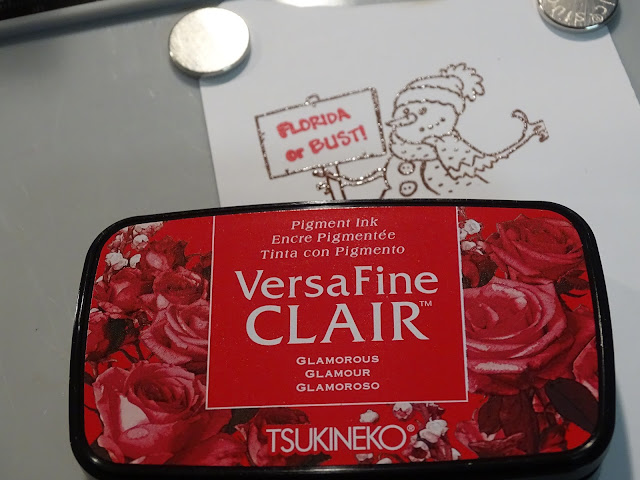 FLORIDA
or BUST!
Pigment Ink
Encre Pigmentée
Tinta con Pigmento
VersaFine
CLAIR™
GLAMOROUS
GLAMOUR
GLAMOROSO
TSUKINEKO®